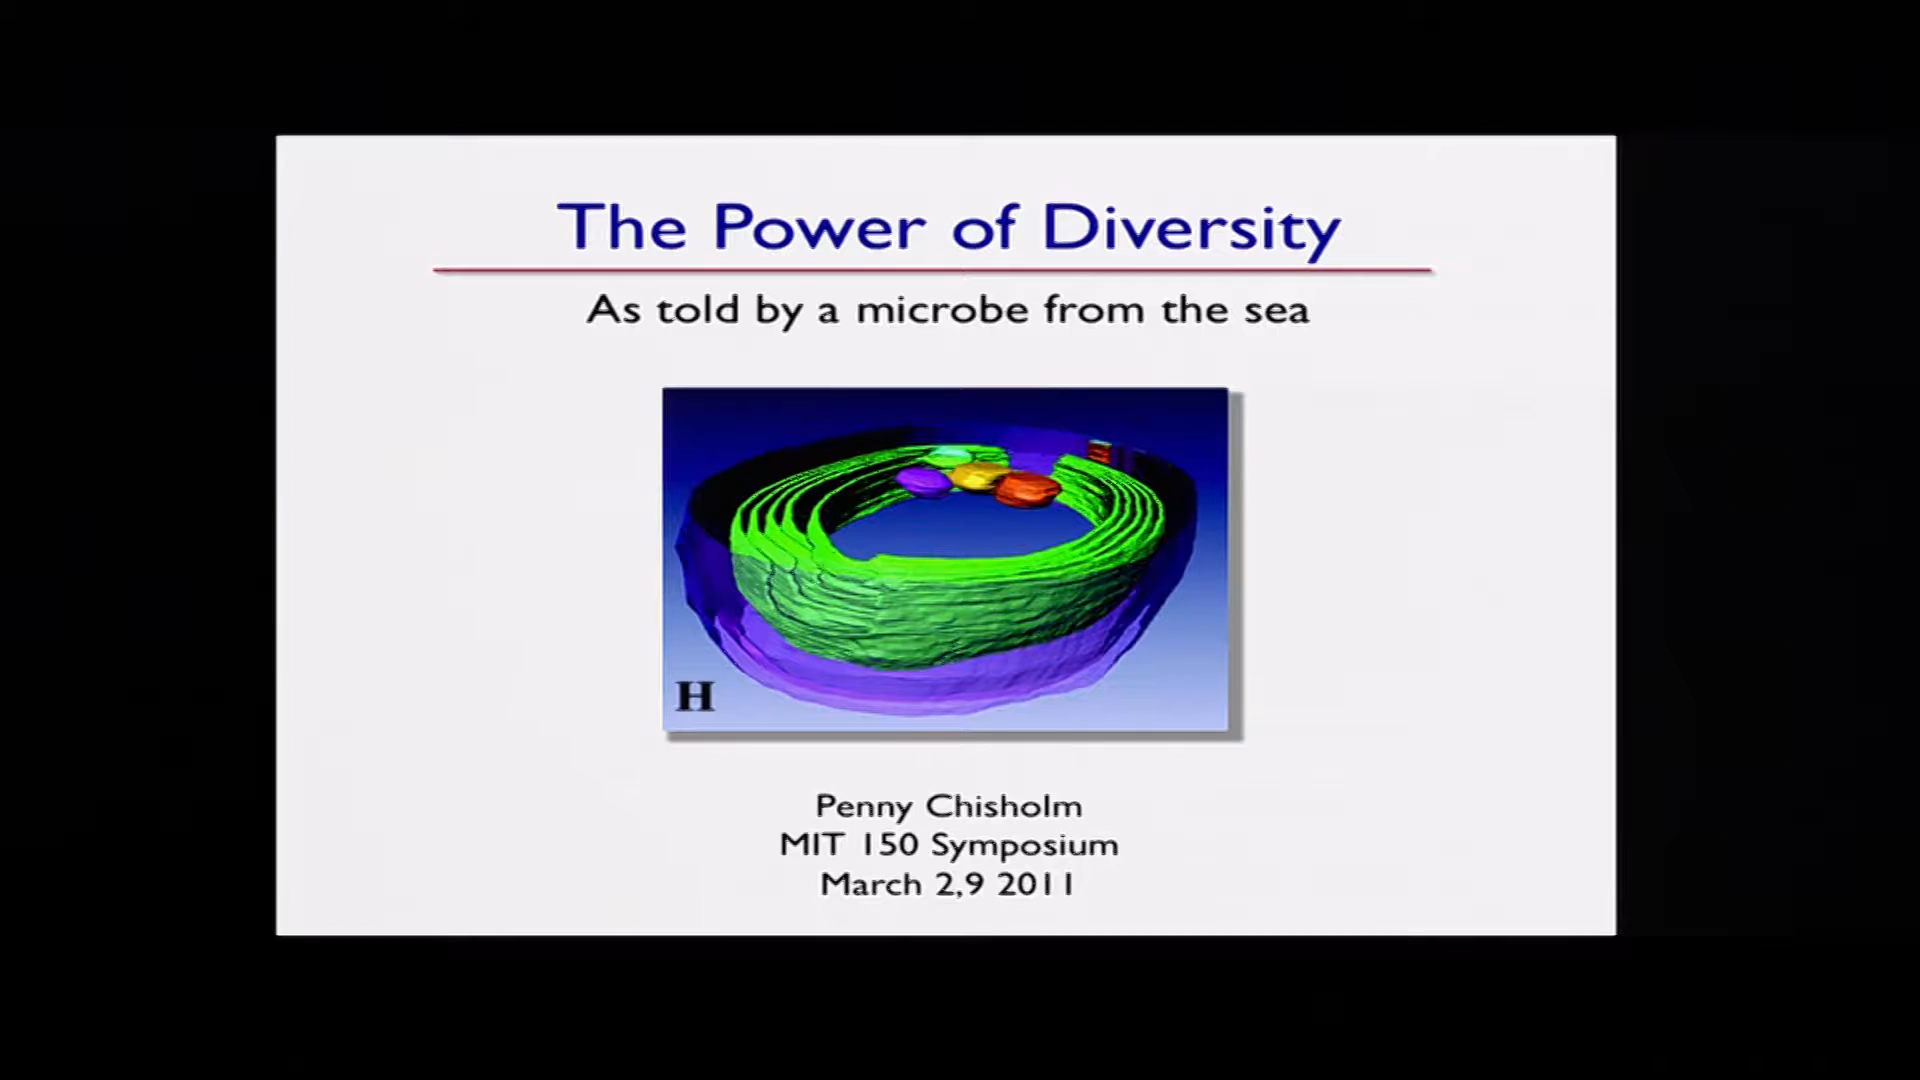 The Power of Diversity
As told by a microbe from the sea
H
Penny Chisholm
MIT 150 Symposium
March 2,9 2011